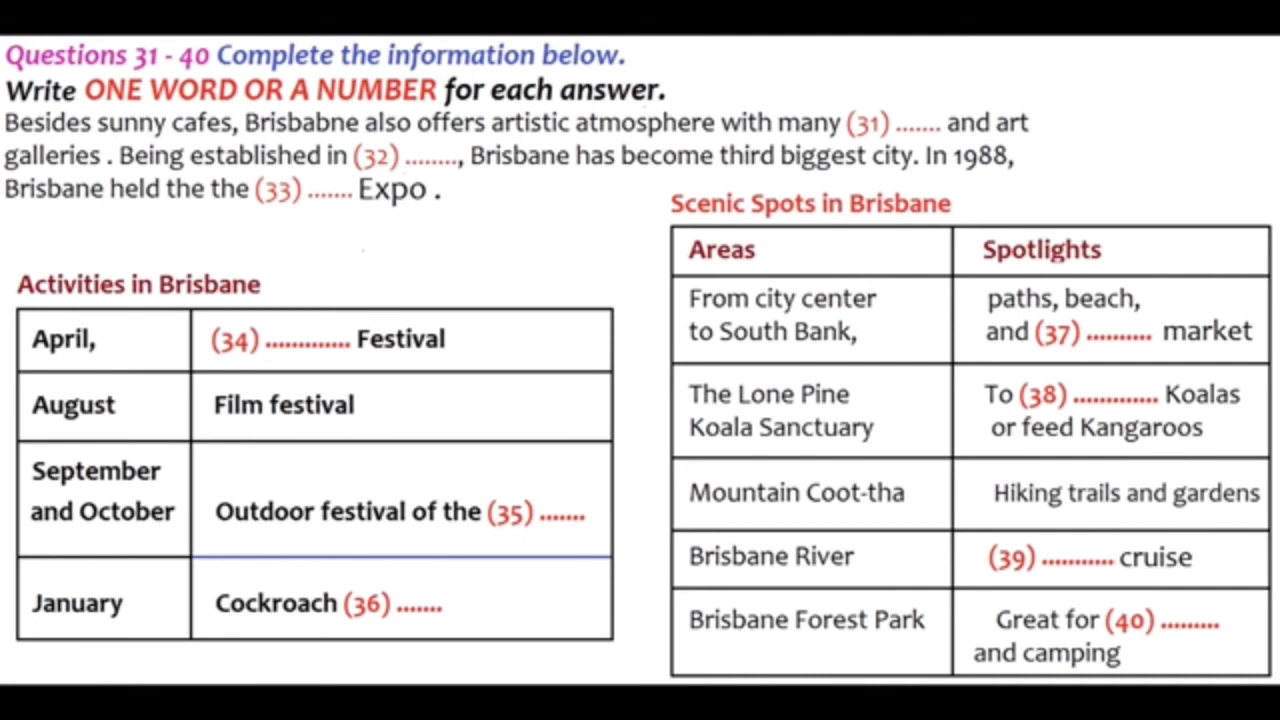 Questions 31 - 40 Complete the information below.
Write ONE WORD OR A NUMBER for each answer.
Besides sunny cafes, Brisbabne also offers artistic atmosphere with many (31) ....... and art
galleries . Being established in (32) ........, Brisbane has become third biggest city. In 1988,
Brisbane held the the (33) ....... Expo .
Activities in Brisbane
April,
(34) ............. Festival
August
Film festival
September
and October
Outdoor festival of the (35) .......
January
Cockroach (36) .......
Scenic Spots in Brisbane
Areas
Spotlights
From city center
to South Bank,
paths, beach,
and (37) .......... market
The Lone Pine
Koala Sanctuary
To (38) ............. Koalas
or feed Kangaroos
Mountain Coot-tha
Hiking trails and gardens
Brisbane River
(39) ........... cruise
Brisbane Forest Park
Great for (40) .........
and camping